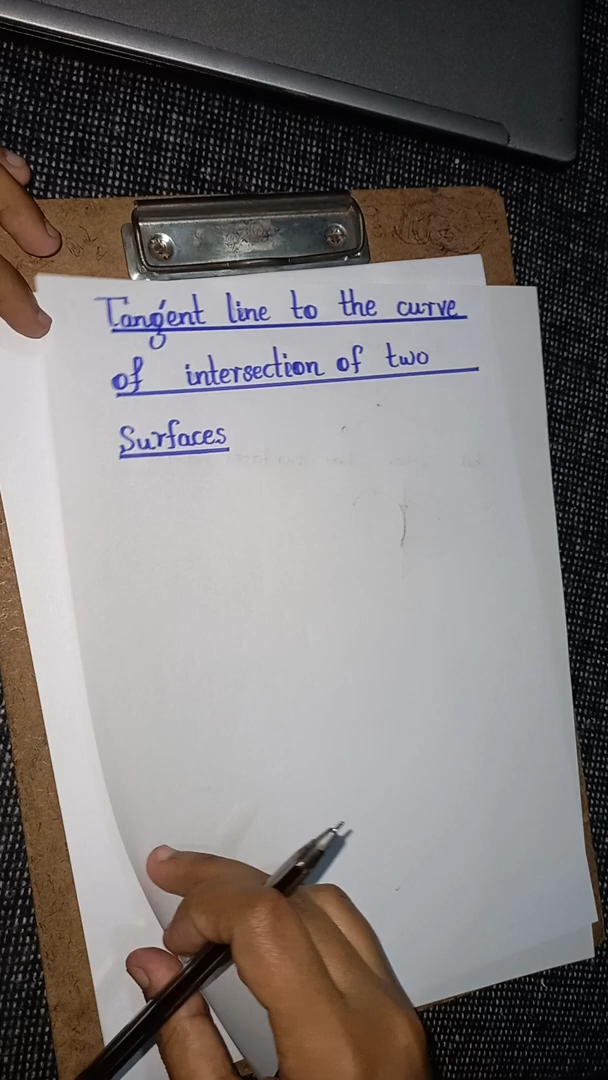 Tangent line to the curve
of intersection of two
Surfaces